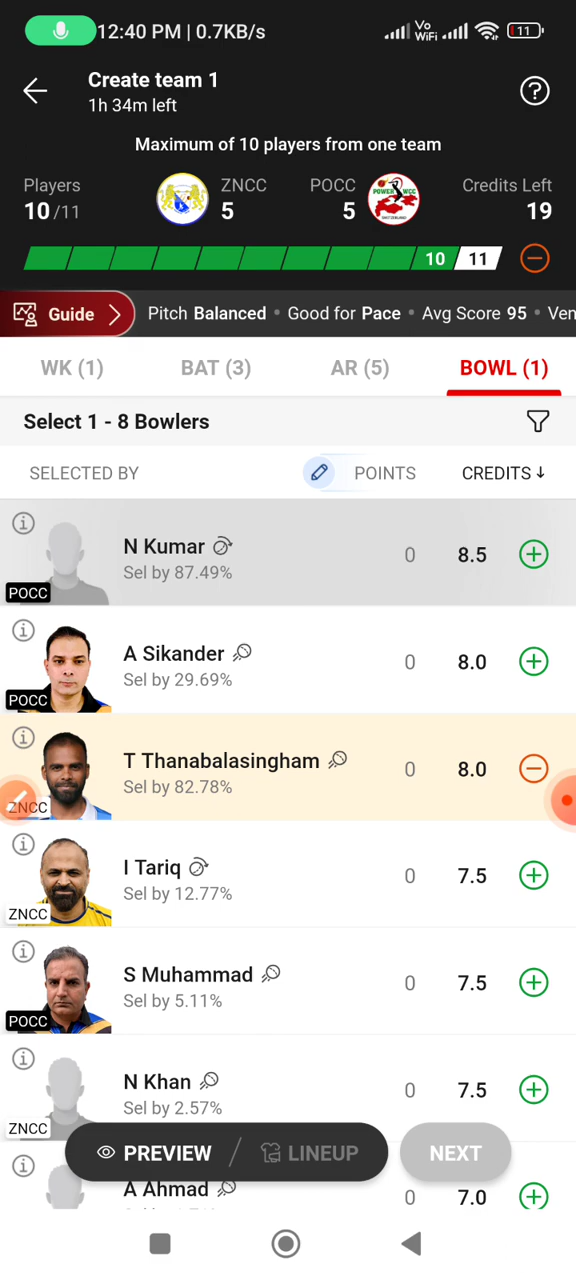 12:40 PM | 0.7KB/s Vo WiFi 11
Create team 1
1h 34m left
Maximum of 10 players from one team
Players ZNCC POCC Credits Left
10/11 5 5 POWER WCC SWITZERLAND 19
10 11
Guide Pitch Balanced • Good for Pace • Avg Score 95 • Ven
WK (1) BAT (3) AR (5) BOWL (1)
Select 1 - 8 Bowlers
SELECTED BY POINTS CREDITS ↓
N Kumar 0 8.5
Sel by 87.49%
POCC
A Sikander 0 8.0
Sel by 29.69%
POCC
T Thanabalasingham 0 8.0
Sel by 82.78%
ZNCC
I Tariq 0 7.5
Sel by 12.77%
ZNCC
S Muhammad 0 7.5
Sel by 5.11%
POCC
N Khan 0 7.5
Sel by 2.57%
ZNCC
PREVIEW / LINEUP NEXT
A Ahmad 0 7.0